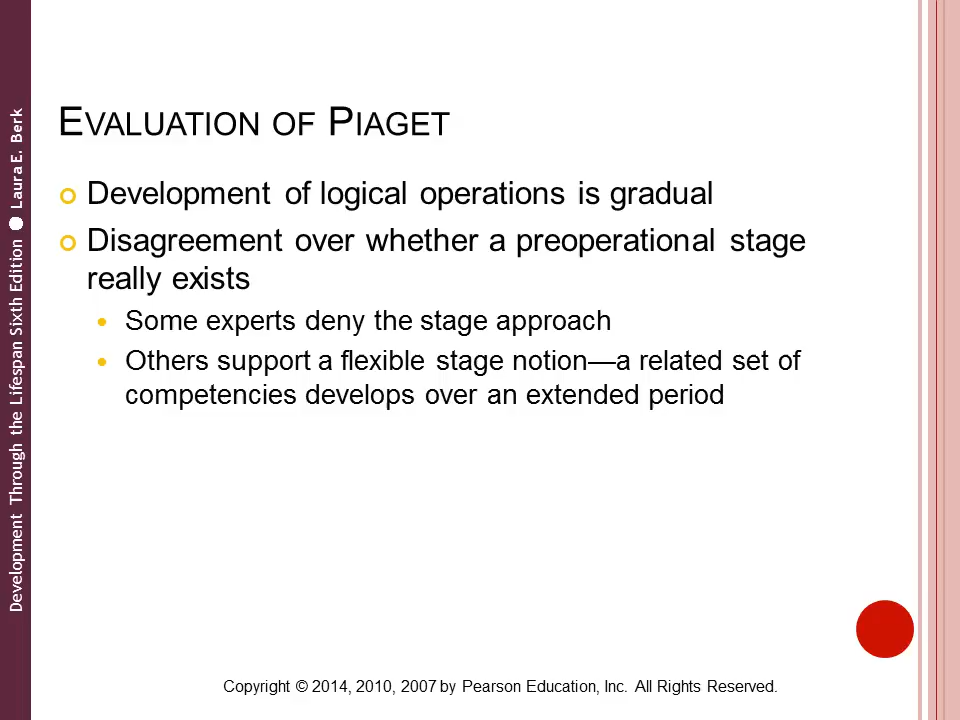 EVALUATION OF PIAGET
Development of logical operations is gradual
Disagreement over whether a preoperational stage
really exists
Some experts deny the stage approach
Others support a flexible stage notion—a related set of
competencies develops over an extended period
Development Through the Lifespan Sixth Edition ● Laura E. Berk
Copyright © 2014, 2010, 2007 by Pearson Education, Inc. All Rights Reserved.